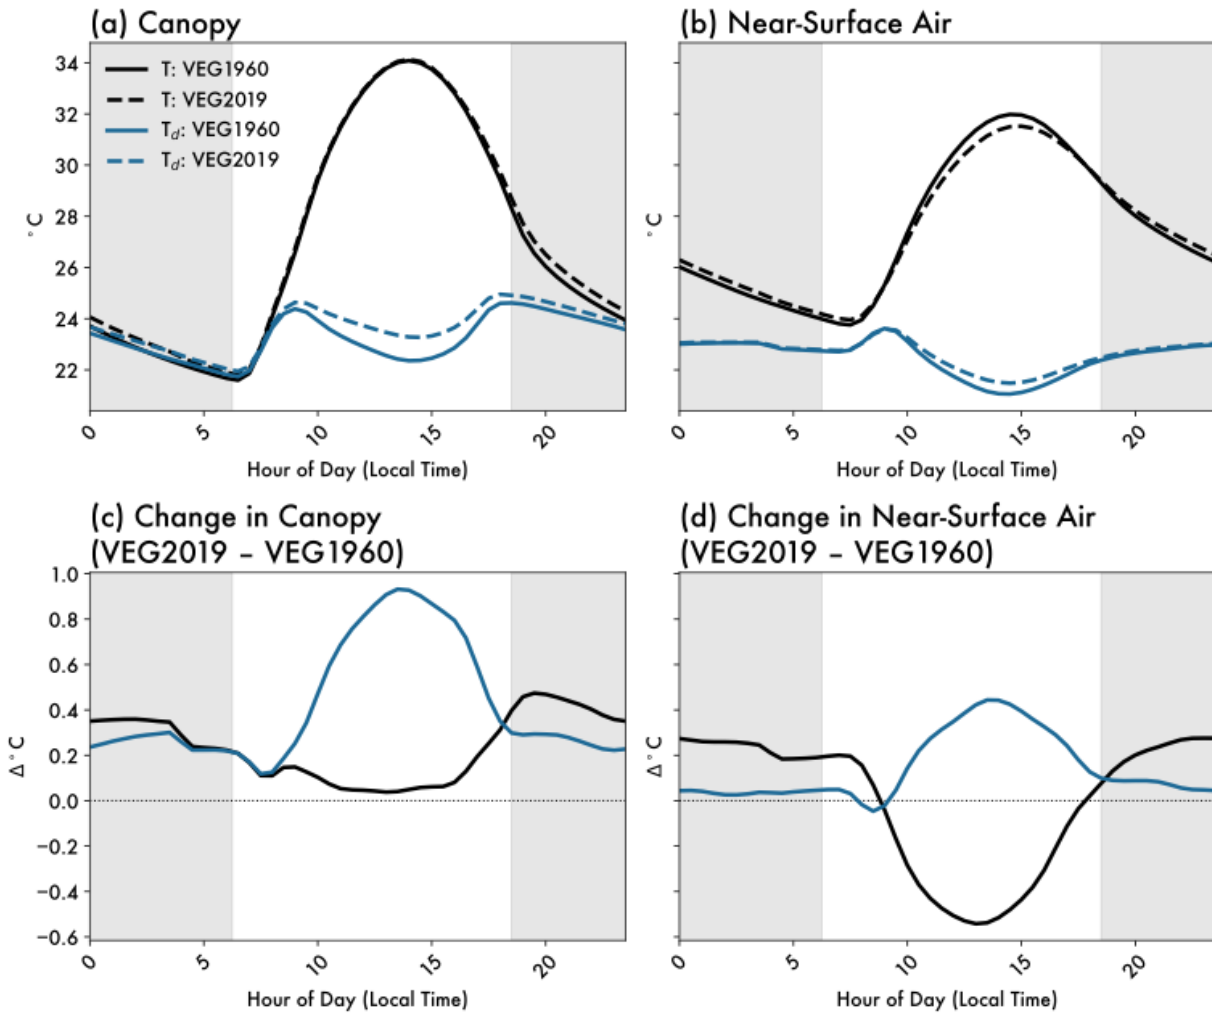 (a) Canopy
34
32
30
28
26
24
22
°C
T: VEG1960
T: VEG2019
T_d: VEG1960
T_d: VEG2019
0 5 10 15 20
Hour of Day (Local Time)
(b) Near-Surface Air
°C
0 5 10 15 20
Hour of Day (Local Time)
(c) Change in Canopy
(VEG2019 – VEG1960)
1.0
0.8
0.6
0.4
0.2
0.0
−0.2
−0.4
−0.6
Δ°C
0 5 10 15 20
Hour of Day (Local Time)
(d) Change in Near-Surface Air
(VEG2019 – VEG1960)
Δ°C
0 5 10 15 20
Hour of Day (Local Time)